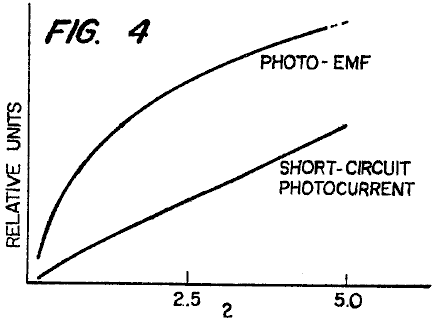 FIG. 4
PHOTO-EMF
SHORT-CIRCUIT
PHOTOCURRENT
RELATIVE UNITS
2.5
5.0
2